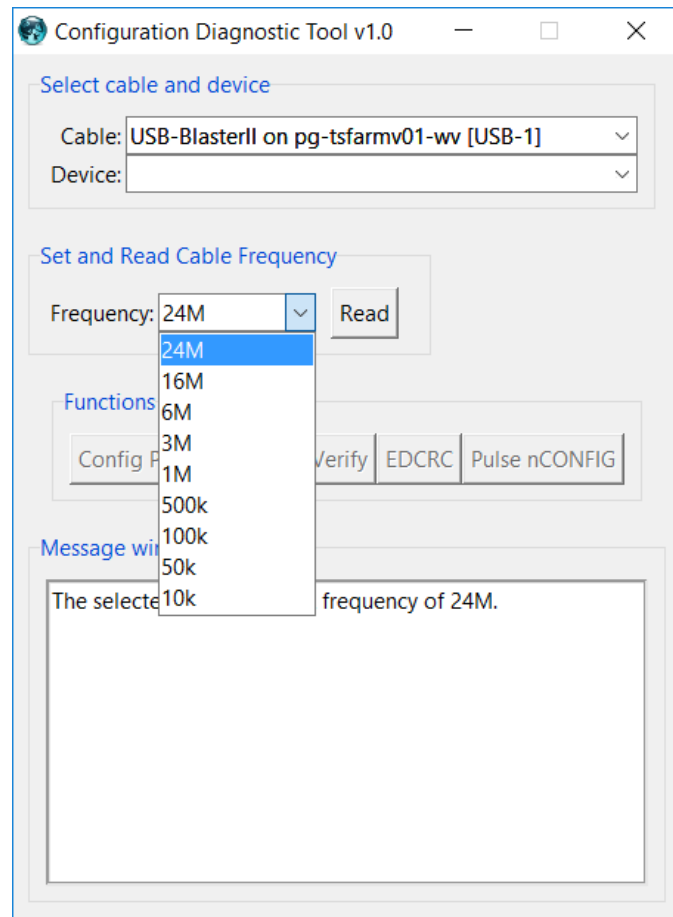 Configuration Diagnostic Tool v1.0
Select cable and device
Cable: USB-BlasterII on pg-tsfarmv01-wv [USB-1]
Device:
Set and Read Cable Frequency
Frequency: 24M Read
24M
16M
6M
3M
1M
500k
100k
50k
10k
Functions
Config P Verify EDCRC Pulse nCONFIG
Message wi
The selecte frequency of 24M.